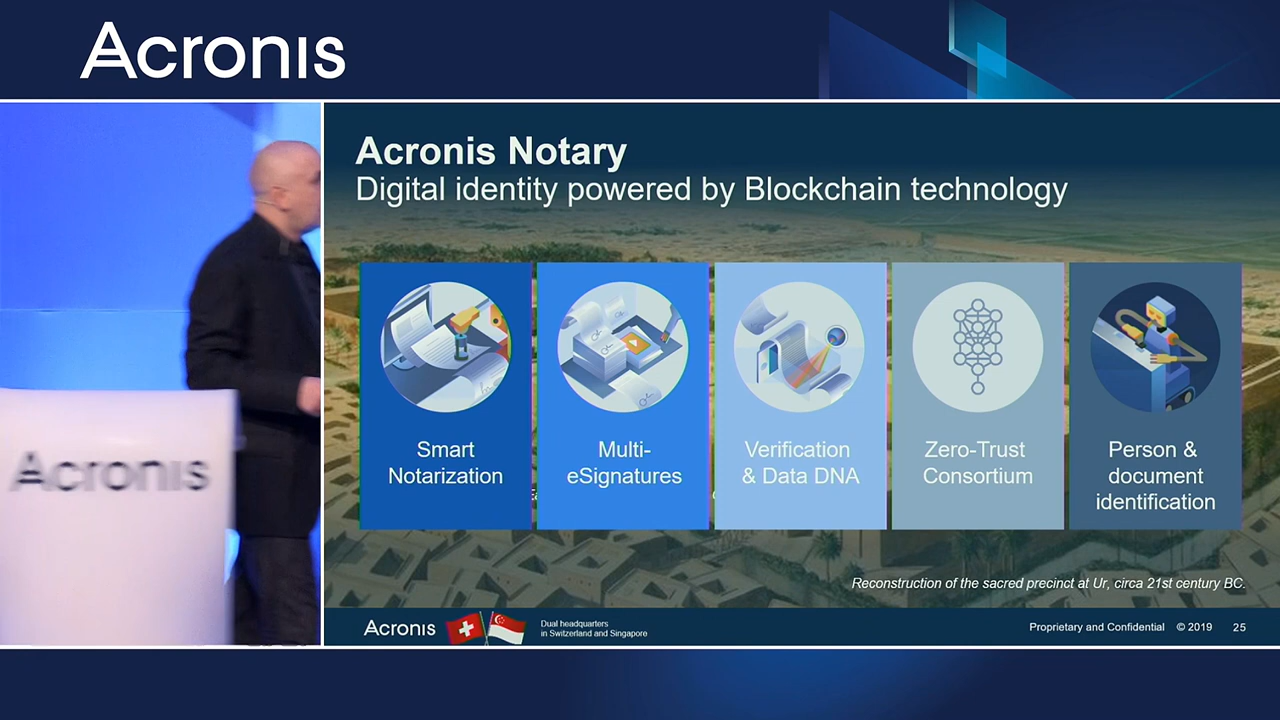 Acronis
Acronis
Acronis Notary
Digital identity powered by Blockchain technology
Smart
Notarization
Multi-
eSignatures
Verification
& Data DNA
Zero-Trust
Consortium
Person &
document
identification
Reconstruction of the sacred precinct at Ur, circa 21st century BC.
Acronis
Dual headquarters
in Switzerland and Singapore
Proprietary and Confidential © 2019 25